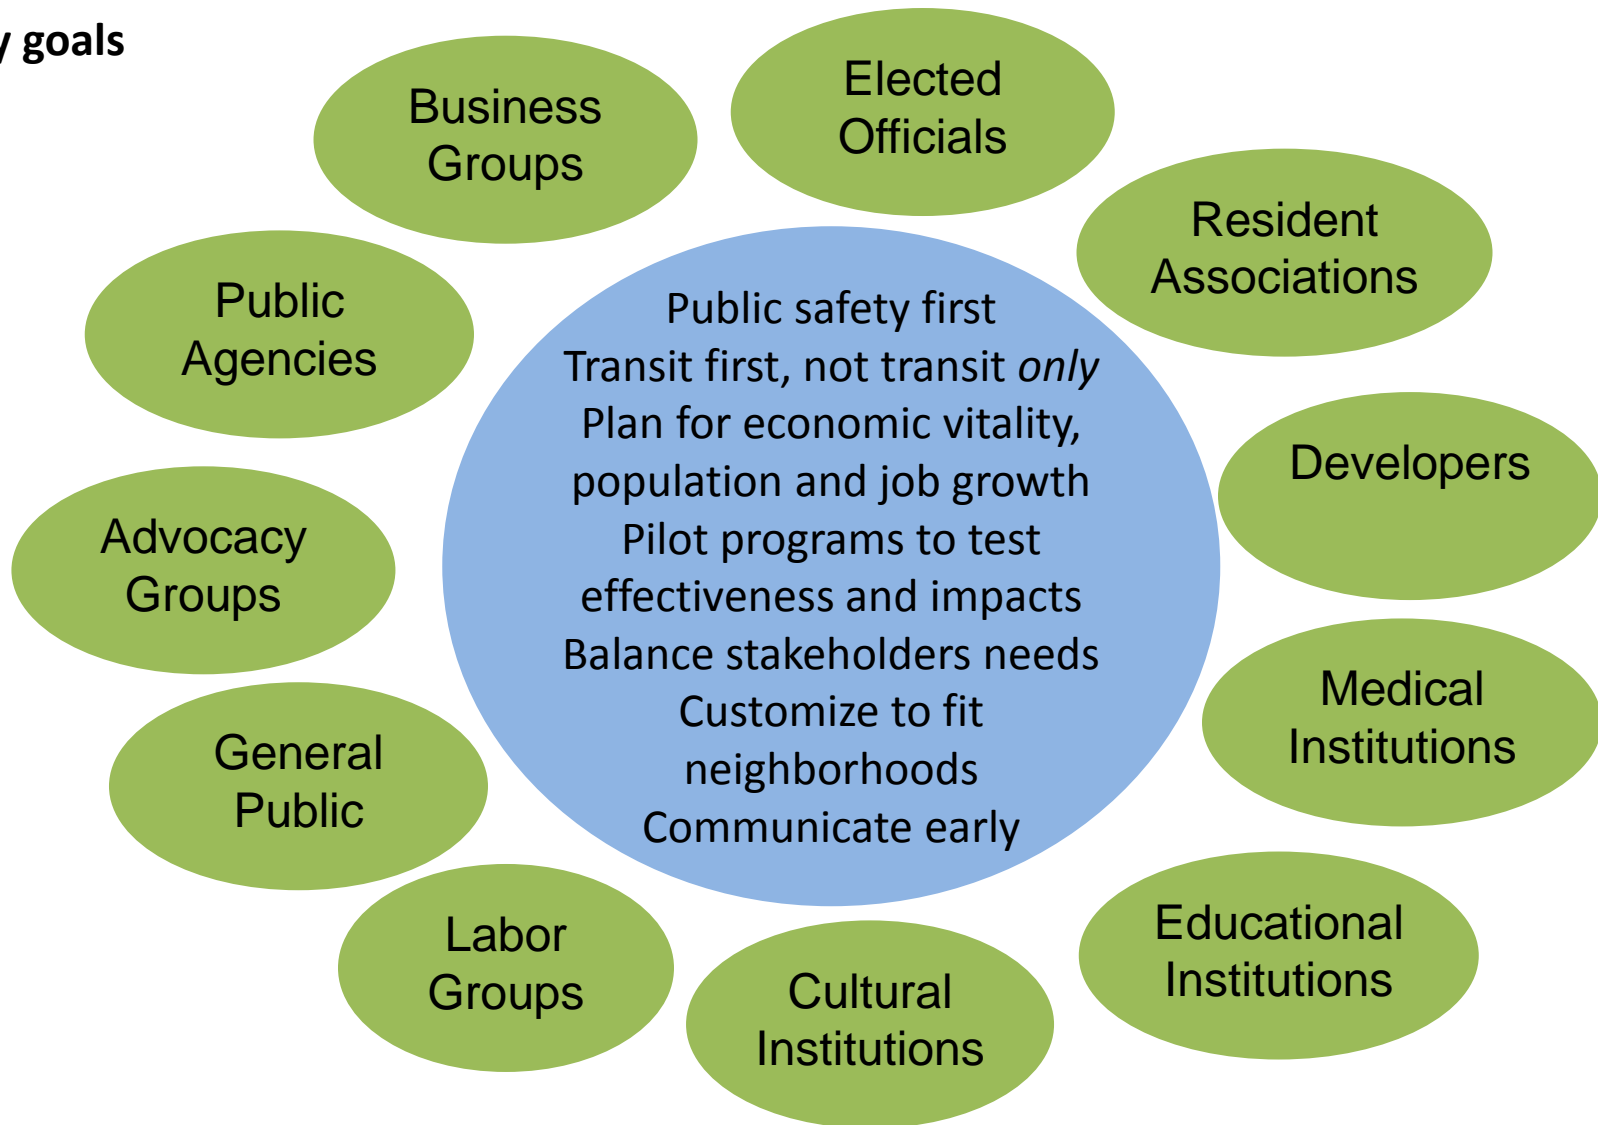 y goals
Business
Groups
Elected
Officials
Resident
Associations
Public
Agencies
Developers
Advocacy
Groups
Medical
Institutions
General
Public
Educational
Institutions
Labor
Groups
Cultural
Institutions
Public safety first
Transit first, not transit only
Plan for economic vitality,
population and job growth
Pilot programs to test
effectiveness and impacts
Balance stakeholders needs
Customize to fit
neighborhoods
Communicate early